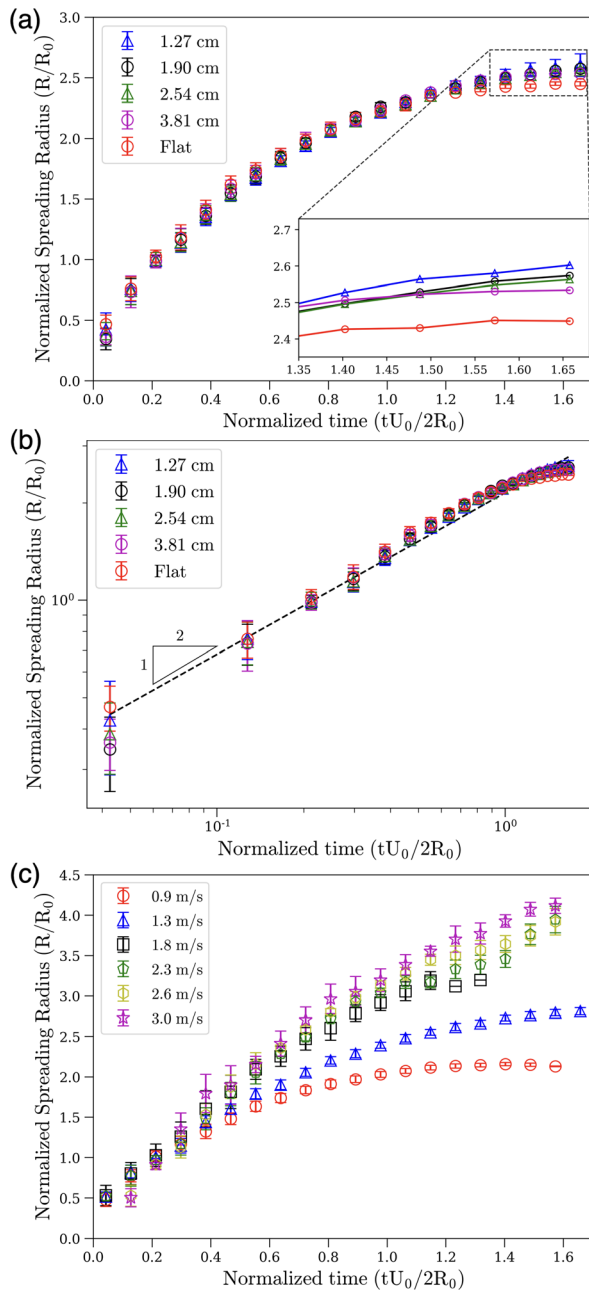 (a)
3.0
2.5
2.0
1.5
1.0
0.5
0.0
Normalized Spreading Radius (R/R₀)
1.27 cm
1.90 cm
2.54 cm
3.81 cm
Flat
2.7
2.6
2.5
2.4
2.3
1.35 1.40 1.45 1.50 1.55 1.60 1.65
0.0 0.2 0.4 0.6 0.8 1.0 1.2 1.4 1.6
Normalized time (tU₀/2R₀)
(b)
Normalized Spreading Radius (R/R₀)
1.27 cm
1.90 cm
2.54 cm
3.81 cm
Flat
10⁰
2
1
10⁻¹ 10⁰
Normalized time (tU₀/2R₀)
(c)
4.5
4.0
3.5
3.0
2.5
2.0
1.5
1.0
0.5
0.0
Normalized Spreading Radius (R/R₀)
0.9 m/s
1.3 m/s
1.8 m/s
2.3 m/s
2.6 m/s
3.0 m/s
0.0 0.2 0.4 0.6 0.8 1.0 1.2 1.4 1.6
Normalized time (tU₀/2R₀)